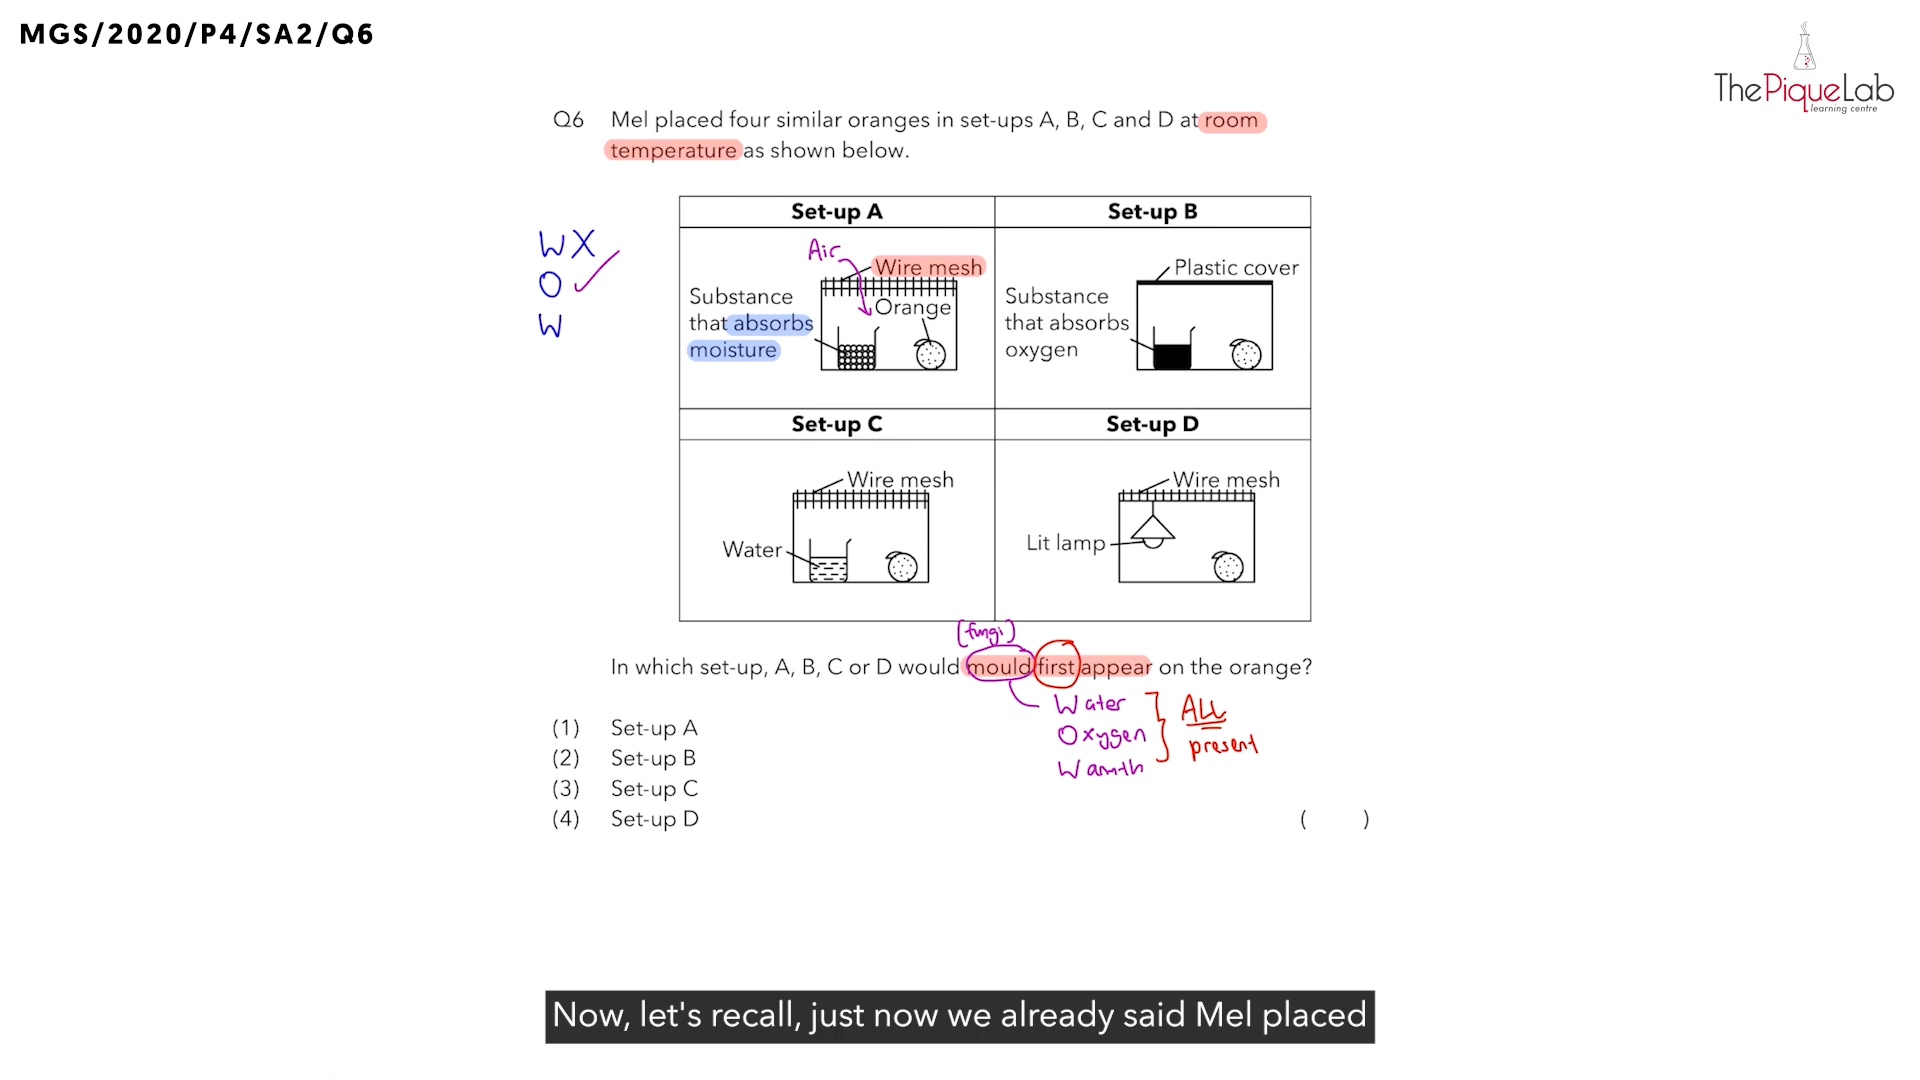 MGS/2020/P4/SA2/Q6
ThePiqueLab
learning centre
Q6 Mel placed four similar oranges in set-ups A, B, C and D at room
temperature as shown below.
Set-up A
Set-up B
W X
O ✓
W
Air
Wire mesh
Substance
that absorbs
moisture
Orange
Plastic cover
Substance
that absorbs
oxygen
Set-up C
Set-up D
Wire mesh
Water
Wire mesh
Lit lamp
(fungi)
In which set-up, A, B, C or D would mould first appear on the orange?
Water
Oxygen
Warmth
ALL
present
(1) Set-up A
(2) Set-up B
(3) Set-up C
(4) Set-up D
( )
Now, let's recall, just now we already said Mel placed